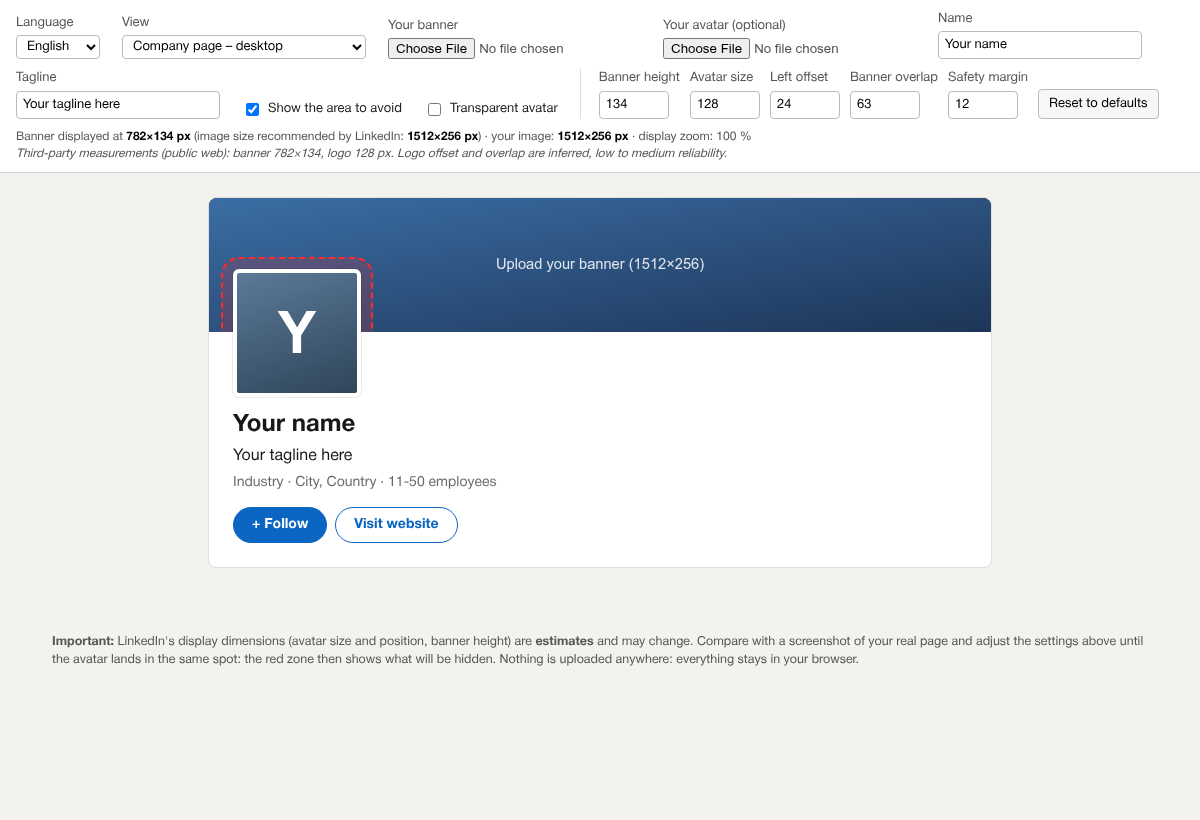 Language
View
Your banner
Your avatar (optional)
Name
English
Company page – desktop
Choose File No file chosen
Choose File No file chosen
Your name
Tagline
Banner height
Avatar size
Left offset
Banner overlap
Safety margin
Your tagline here
Show the area to avoid
Transparent avatar
134
128
24
63
12
Reset to defaults
Banner displayed at 782×134 px (image size recommended by LinkedIn: 1512×256 px) · your image: 1512×256 px · display zoom: 100 %
Third-party measurements (public web): banner 782×134, logo 128 px. Logo offset and overlap are inferred, low to medium reliability.
Upload your banner (1512×256)
Y
Your name
Your tagline here
Industry · City, Country · 11-50 employees
+ Follow
Visit website
Important: LinkedIn's display dimensions (avatar size and position, banner height) are estimates and may change. Compare with a screenshot of your real page and adjust the settings above until
the avatar lands in the same spot: the red zone then shows what will be hidden. Nothing is uploaded anywhere: everything stays in your browser.